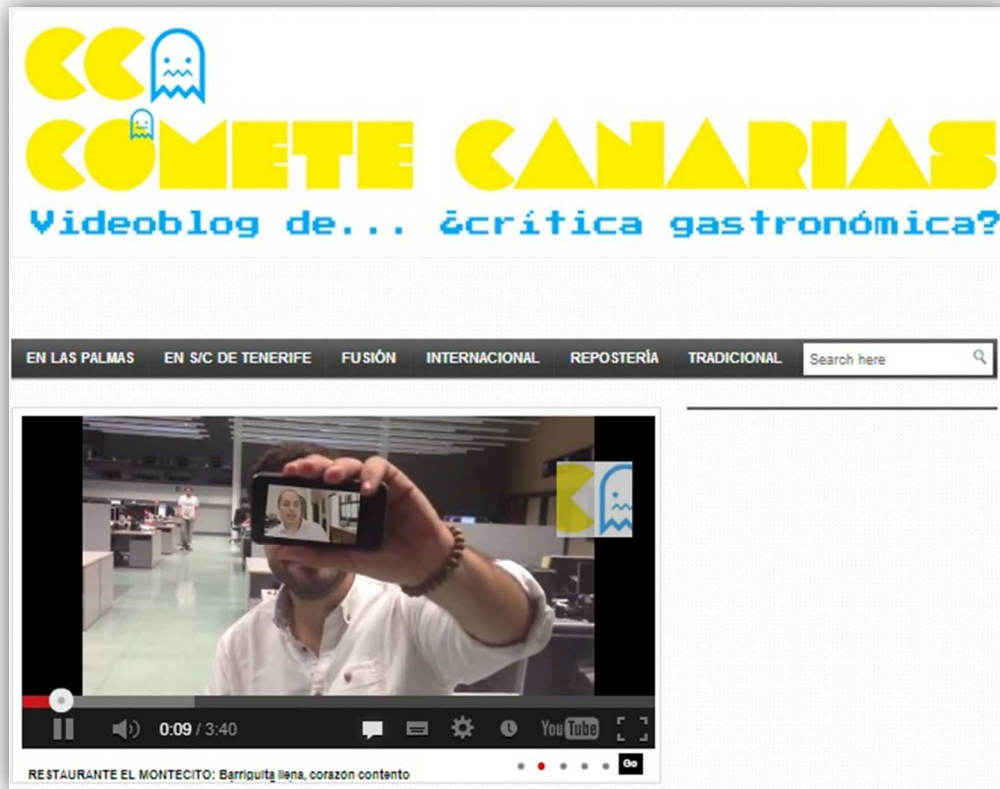 CC
COMETE CANARIAS
Videoblog de... ¿crítica gastronómica?
EN LAS PALMAS EN S/C DE TENERIFE FUSIÓN INTERNACIONAL REPOSTERÍA TRADICIONAL Search here
C
0:09 / 3:40 YouTube
RESTAURANTE EL MONTECITO: Barriguita llena, corazón contento Go